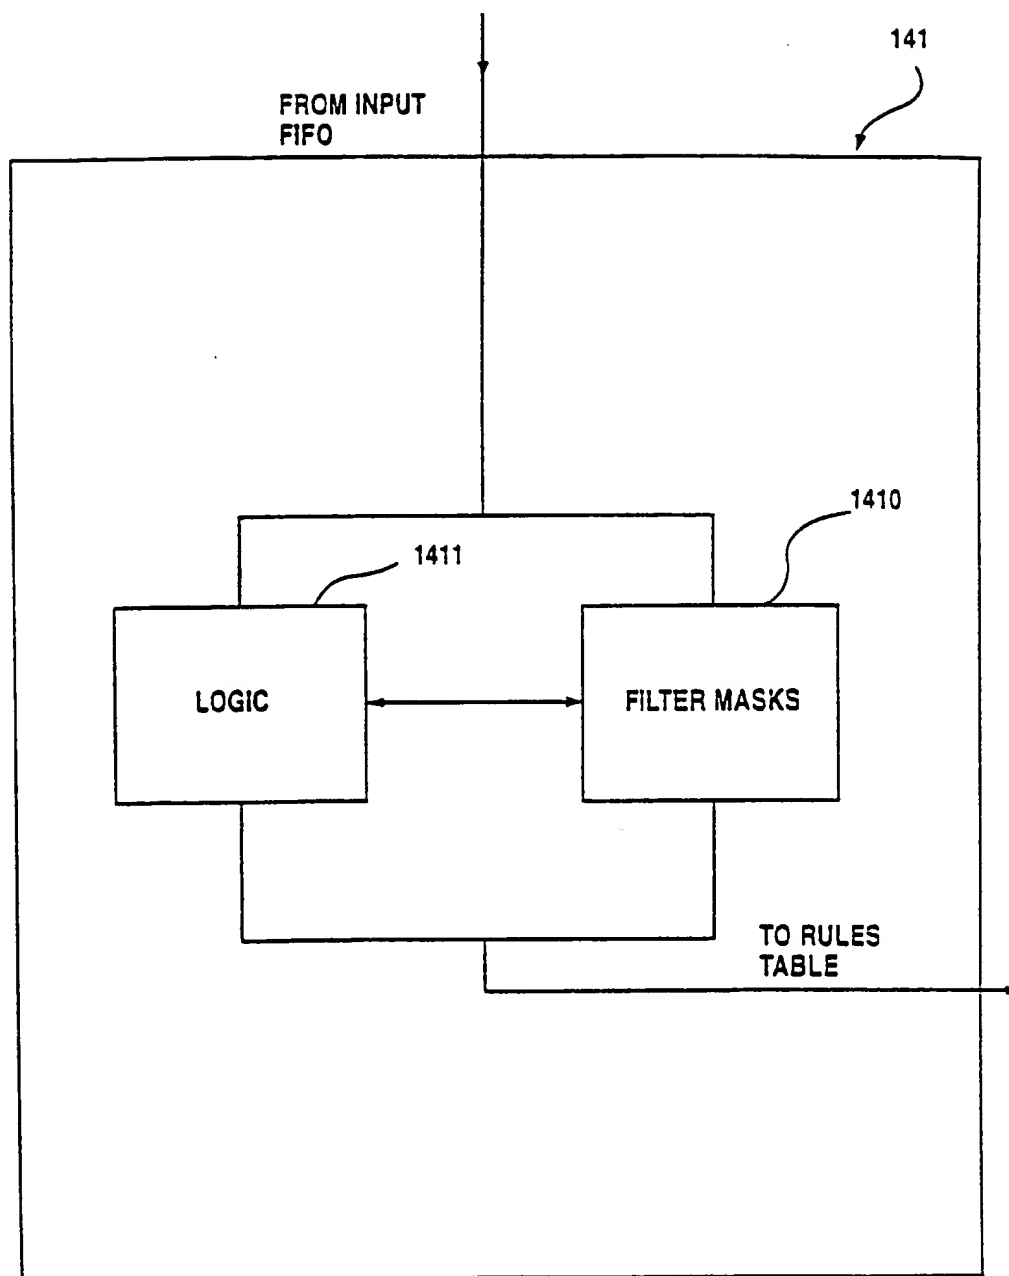 141
FROM INPUT
FIFO
1410
1411
LOGIC
FILTER MASKS
TO RULES
TABLE